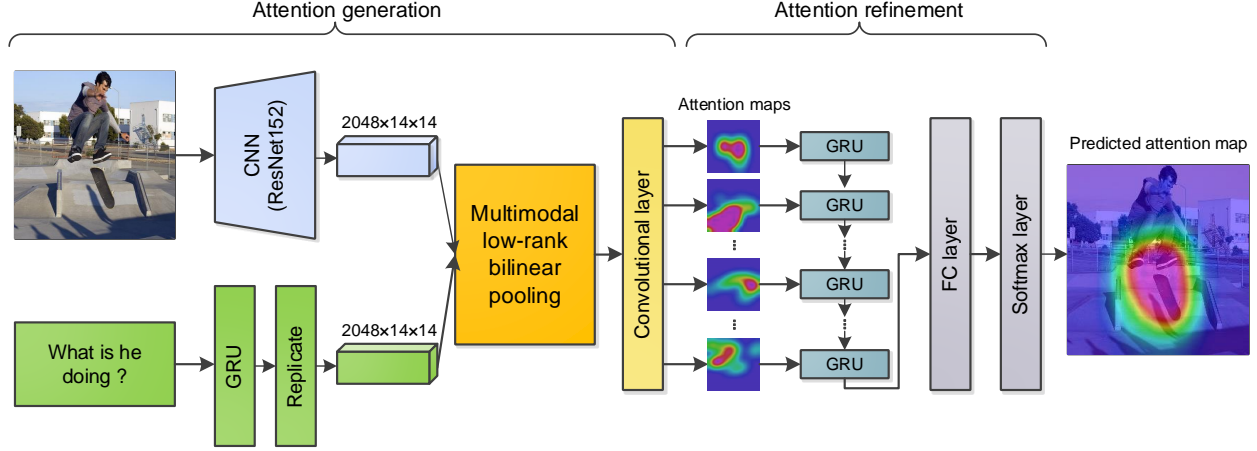 Attention generation
Attention refinement
CNN
(ResNet152)
2048×14×14
What is he
doing ?
GRU
Replicate
2048×14×14
Multimodal
low-rank
bilinear
pooling
Convolutional layer
Attention maps
GRU
GRU
...
GRU
...
GRU
FC layer
Softmax layer
Predicted attention map